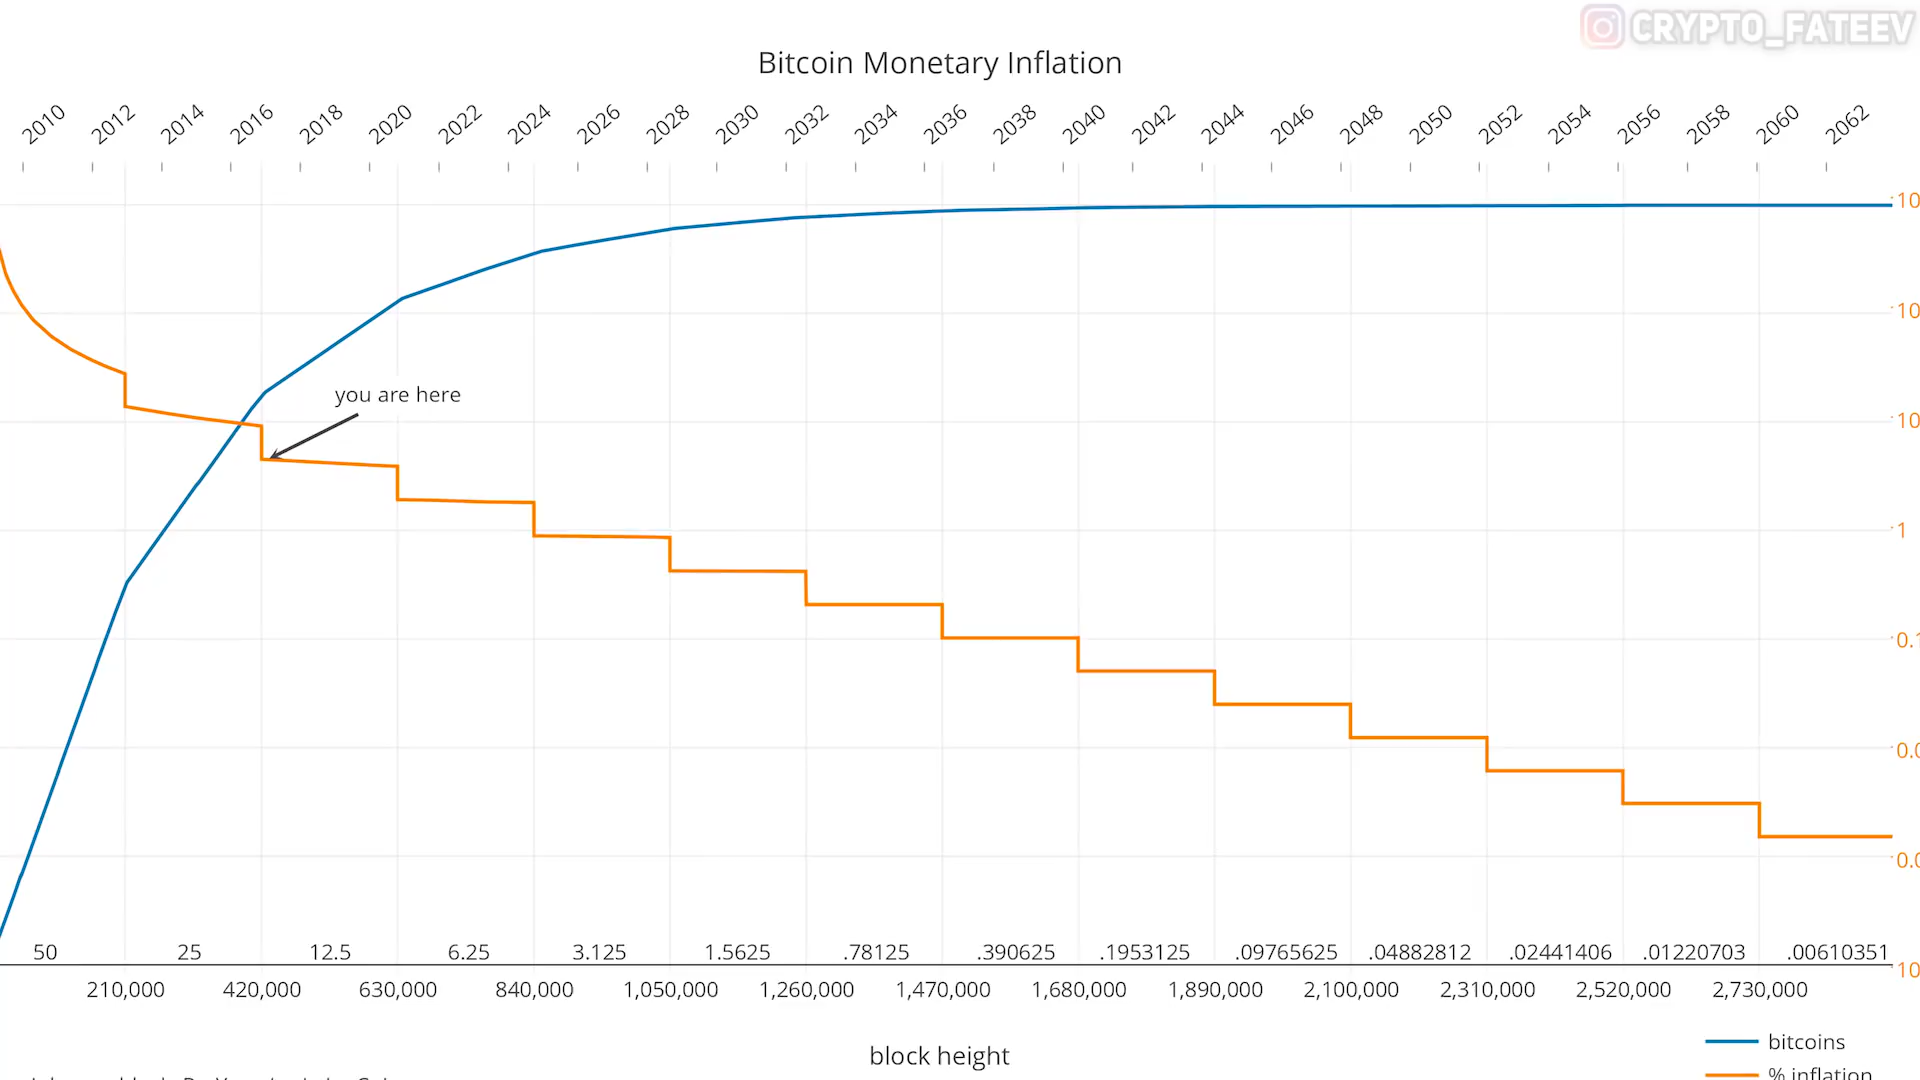 CRYPTO_FATEEV
Bitcoin Monetary Inflation
2010 2012 2014 2016 2018 2020 2022 2024 2026 2028 2030 2032 2034 2036 2038 2040 2042 2044 2046 2048 2050 2052 2054 2056 2058 2060 2062
10
10
you are here
10
1
0.1
0.0
0.0
50 25 12.5 6.25 3.125 1.5625 .78125 .390625 .1953125 .09765625 .04882812 .02441406 .01220703 .00610351
10
210,000 420,000 630,000 840,000 1,050,000 1,260,000 1,470,000 1,680,000 1,890,000 2,100,000 2,310,000 2,520,000 2,730,000
block height
bitcoins
% inflation